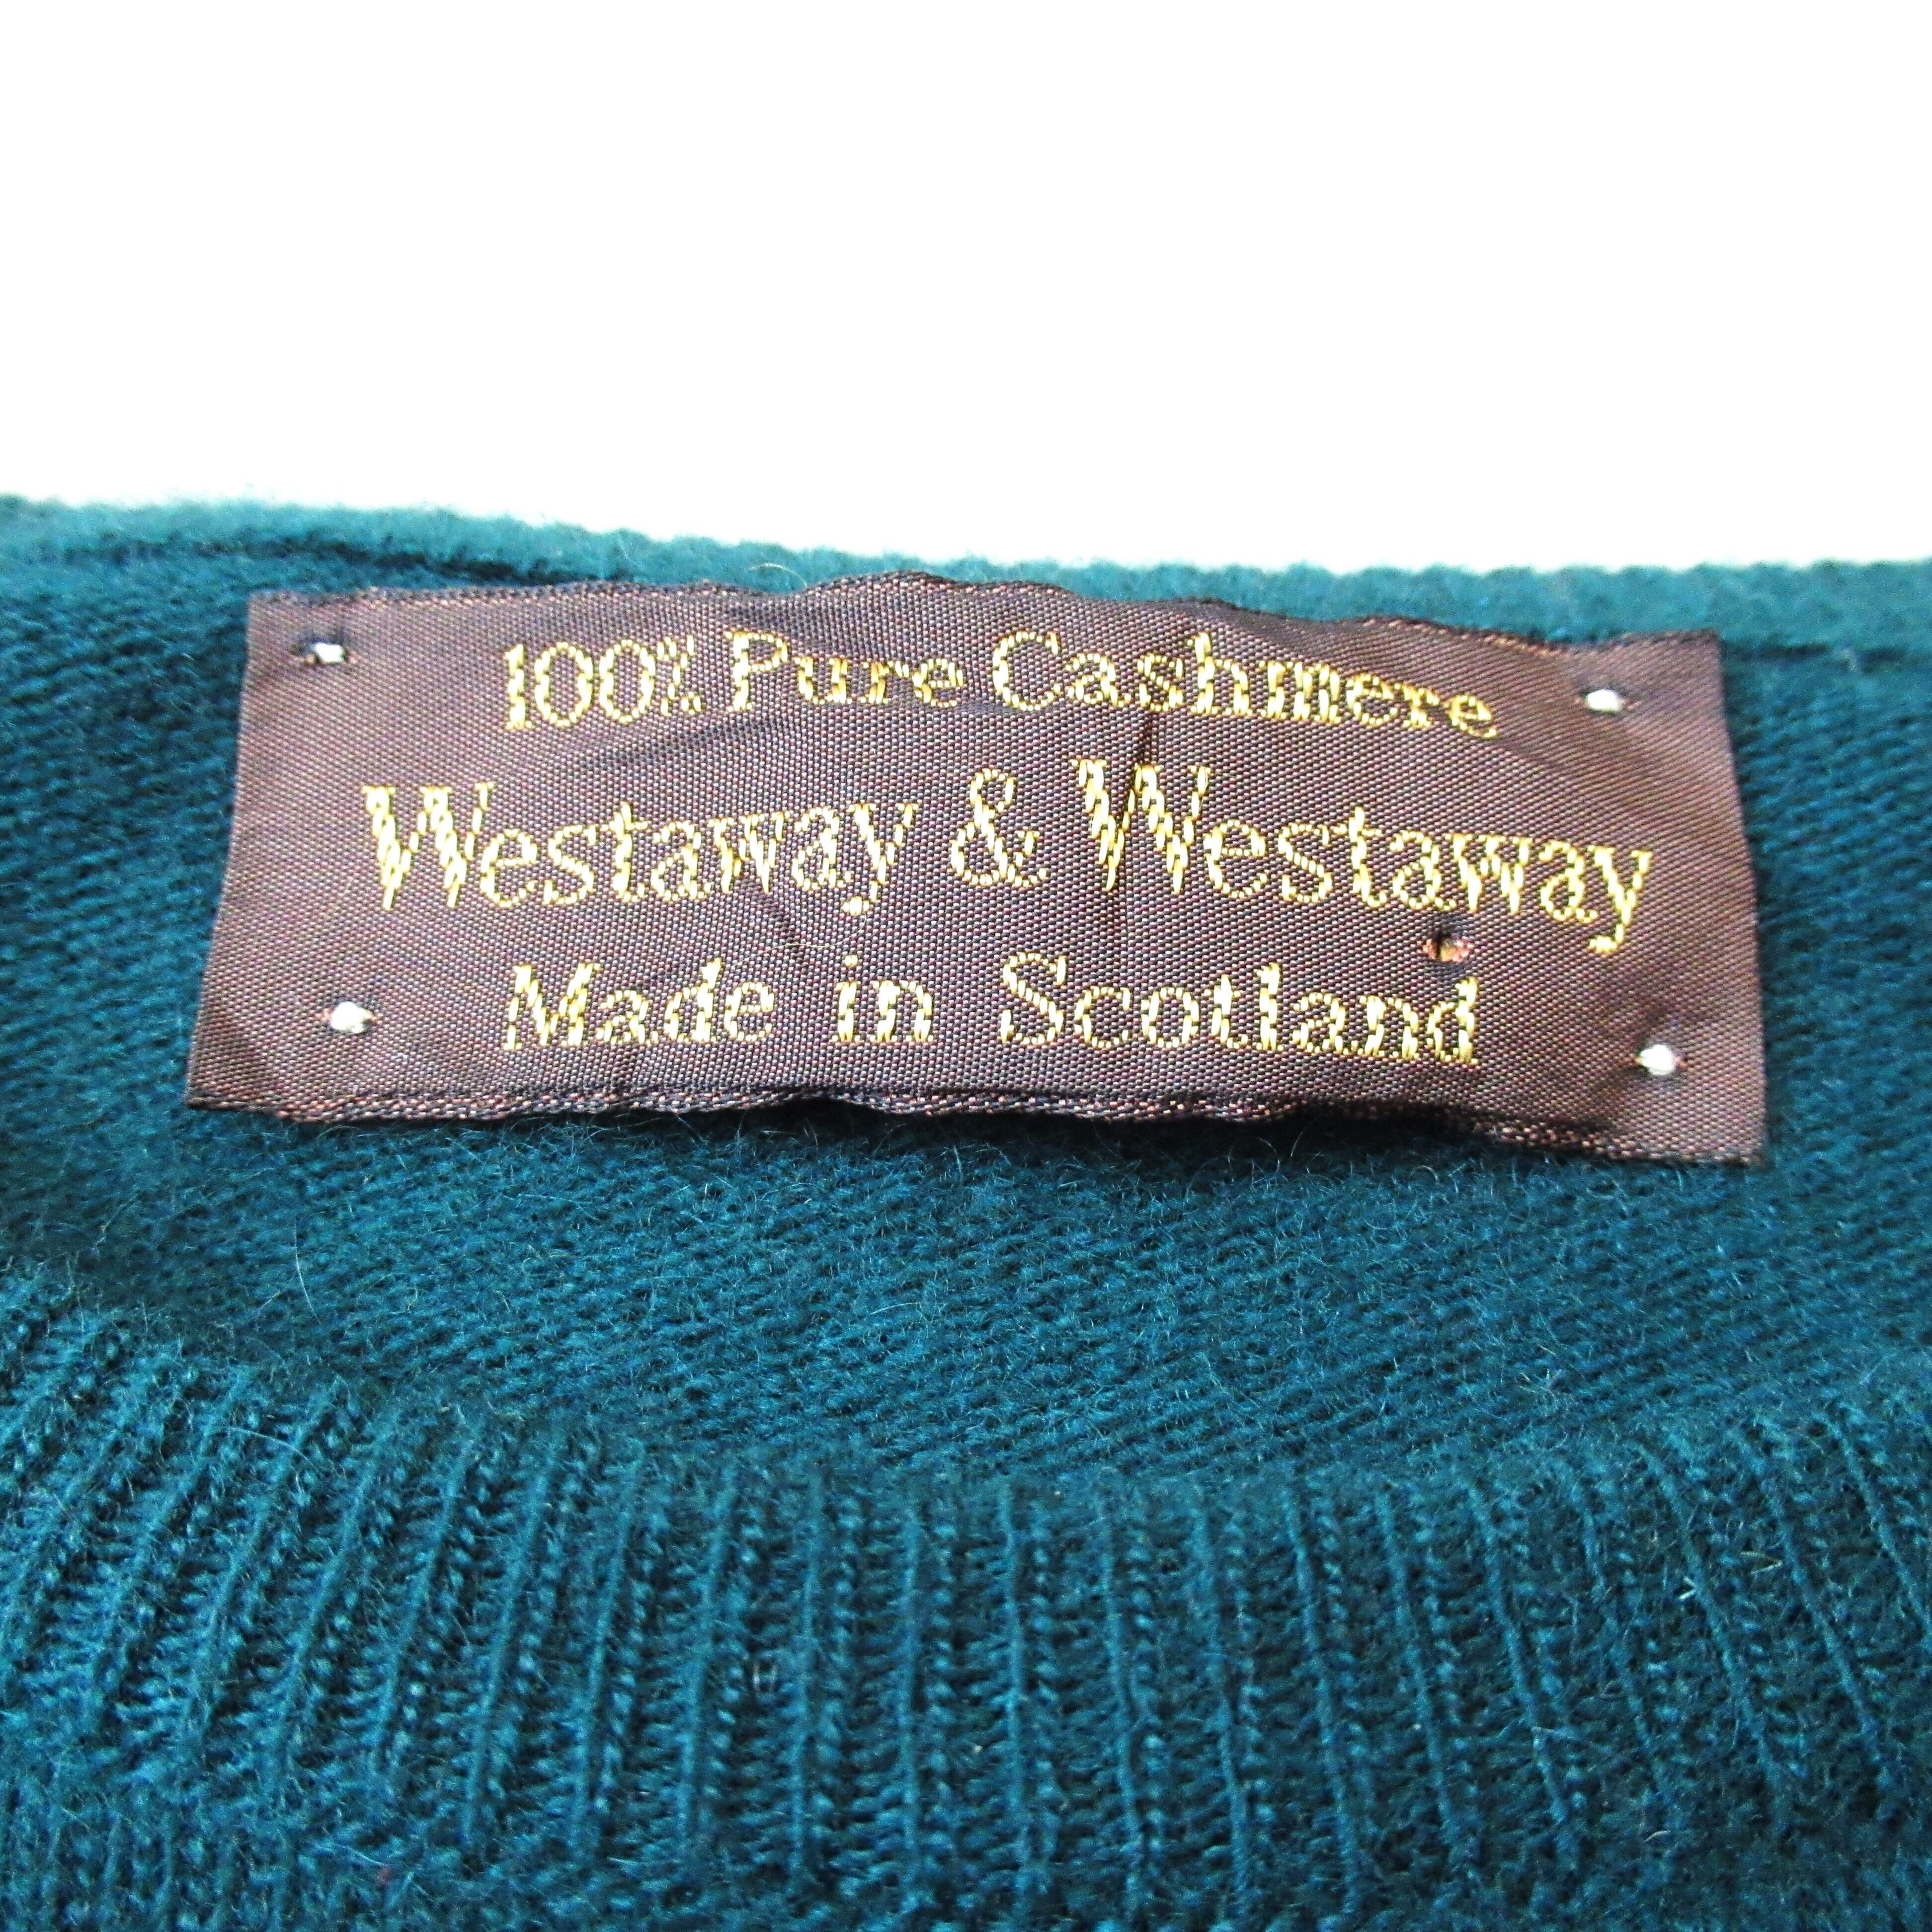 100% Pure Cashmere
Westaway & Westaway
Made in Scotland